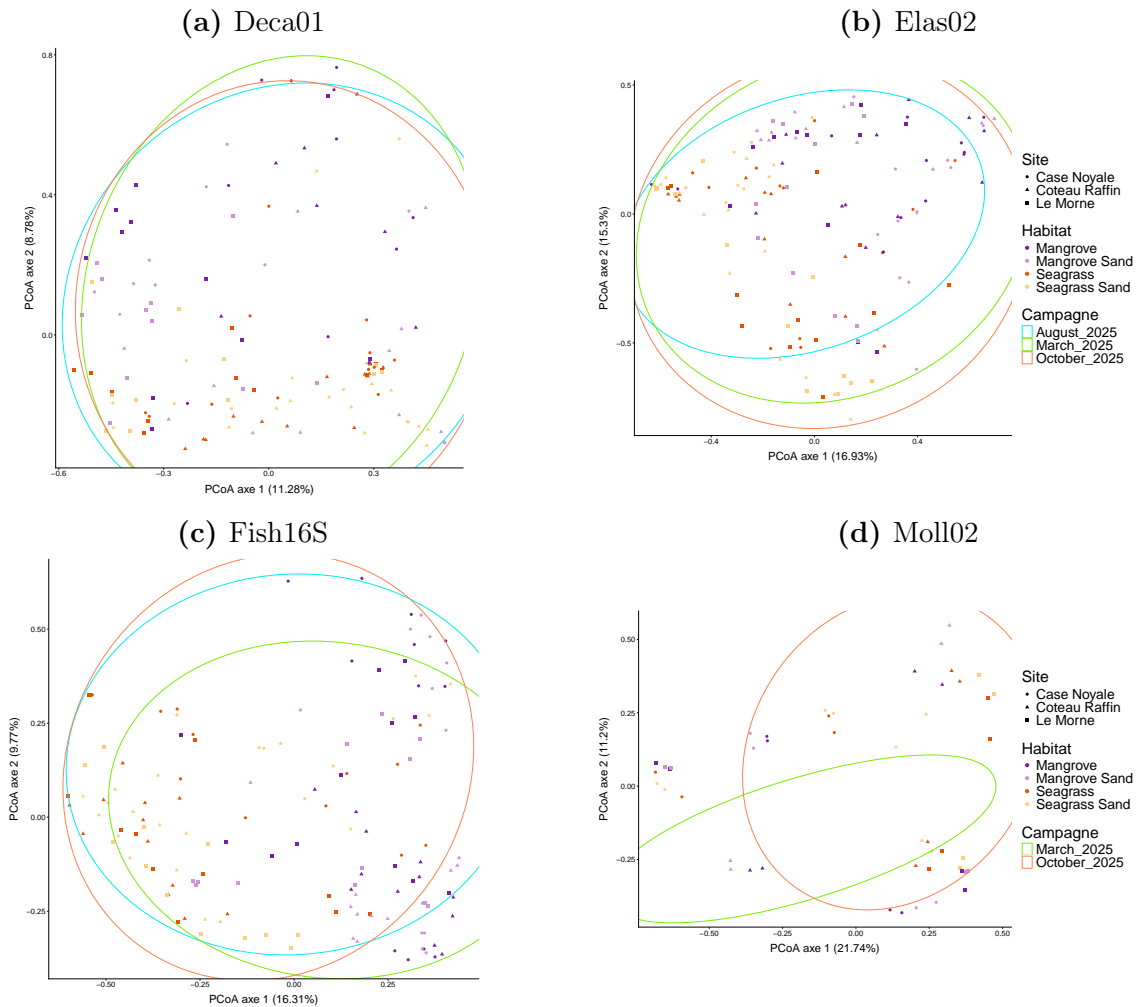 (a) Deca01
(b) Elas02
0.8
0.4
0.0
−0.6
−0.3
0.0
0.3
PCoA axe 2 (8.78%)
PCoA axe 1 (11.28%)
0.5
0.0
−0.5
−0.4
0.0
0.4
PCoA axe 2 (15.3%)
PCoA axe 1 (16.93%)
Site
Case Noyale
Coteau Raffin
Le Morne
Habitat
Mangrove
Mangrove Sand
Seagrass
Seagrass Sand
Campagne
August_2025
March_2025
October_2025
(c) Fish16S
(d) Moll02
0.50
0.25
0.00
−0.25
−0.50
−0.25
0.00
0.25
PCoA axe 2 (9.77%)
PCoA axe 1 (16.31%)
0.50
0.25
0.00
−0.25
−0.50
−0.25
0.00
0.25
0.50
PCoA axe 2 (11.2%)
PCoA axe 1 (21.74%)
Site
Case Noyale
Coteau Raffin
Le Morne
Habitat
Mangrove
Mangrove Sand
Seagrass
Seagrass Sand
Campagne
March_2025
October_2025